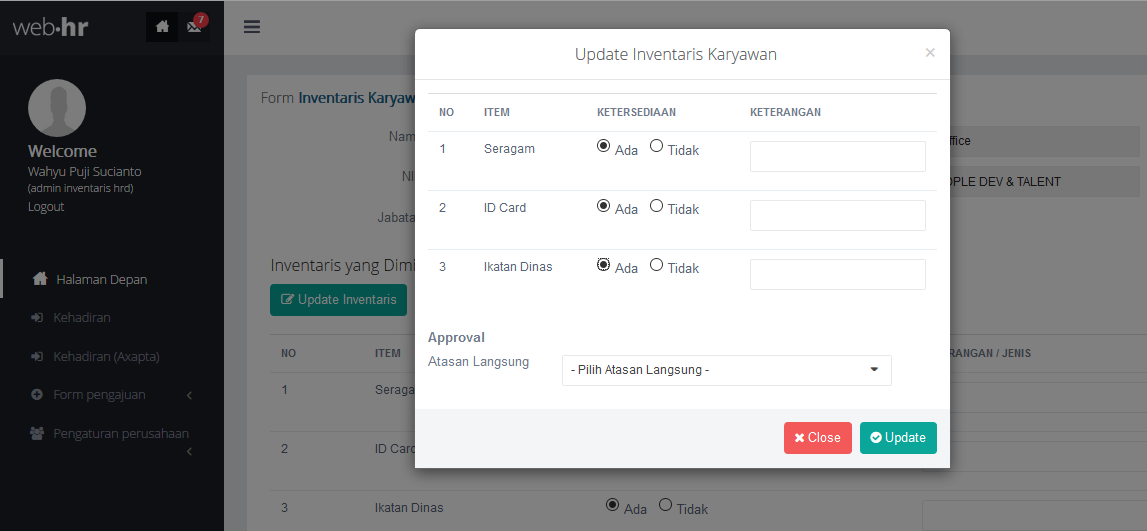 web·hr
7
Welcome
Wahyu Puji Sucianto
(admin inventaris hrd)
Logout
Halaman Depan
Kehadiran
Kehadiran (Axapta)
Form pengajuan
Pengaturan perusahaan
Form Inventaris Karyaw
Nam
NI
Jabata
ffice
OPLE DEV & TALENT
Inventaris yang Dimi
Update Inventaris
NO ITEM RANGAN / JENIS
1 Seraga
2 ID Card
3 Ikatan Dinas Ada Tidak
Update Inventaris Karyawan ×
NO ITEM KETERSEDIAAN KETERANGAN
1 Seragam Ada Tidak
2 ID Card Ada Tidak
3 Ikatan Dinas Ada Tidak
Approval
Atasan Langsung - Pilih Atasan Langsung -
Close Update